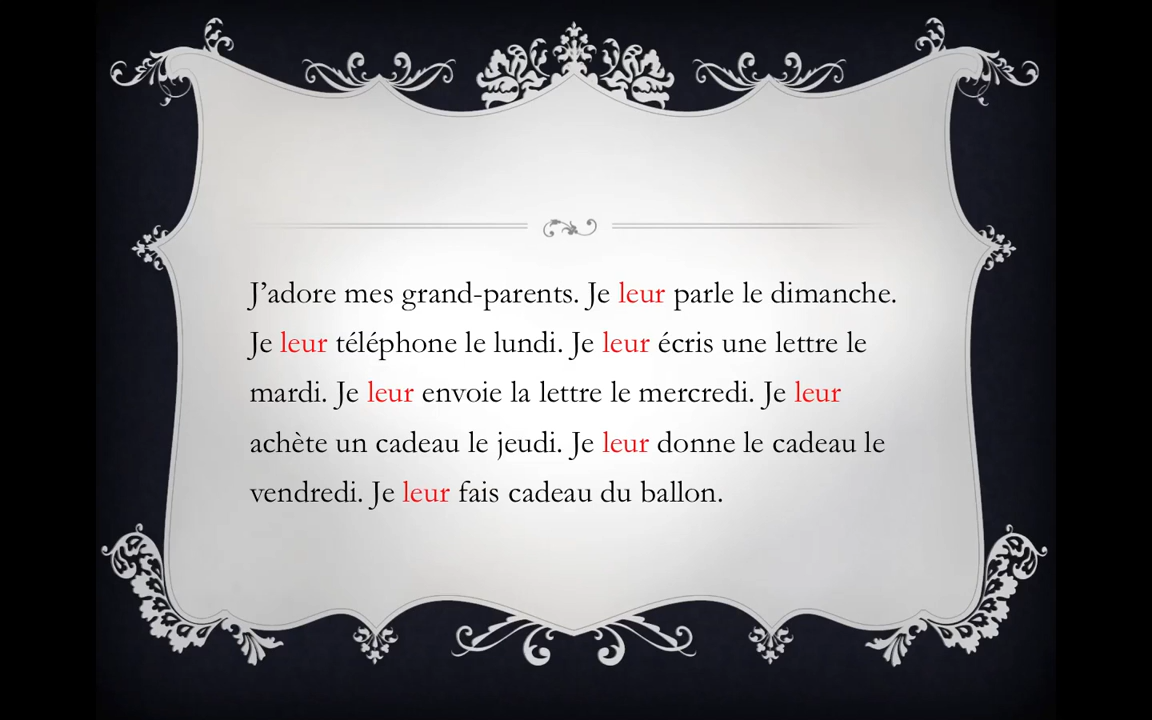 J’adore mes grand-parents. Je leur parle le dimanche.
Je leur téléphone le lundi. Je leur écris une lettre le
mardi. Je leur envoie la lettre le mercredi. Je leur
achète un cadeau le jeudi. Je leur donne le cadeau le
vendredi. Je leur fais cadeau du ballon.